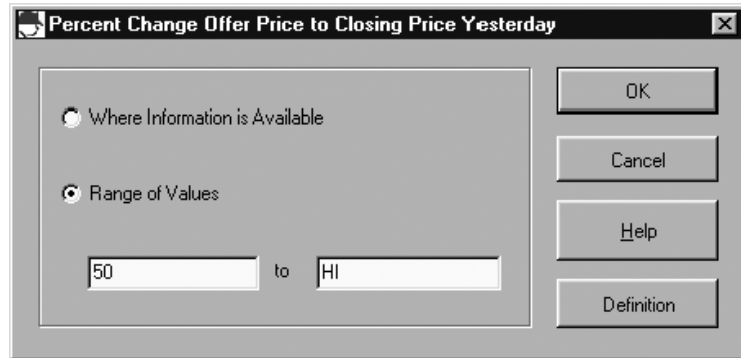 Percent Change Offer Price to Closing Price Yesterday
Where Information is Available
Range of Values
50 to HI
OK
Cancel
Help
Definition